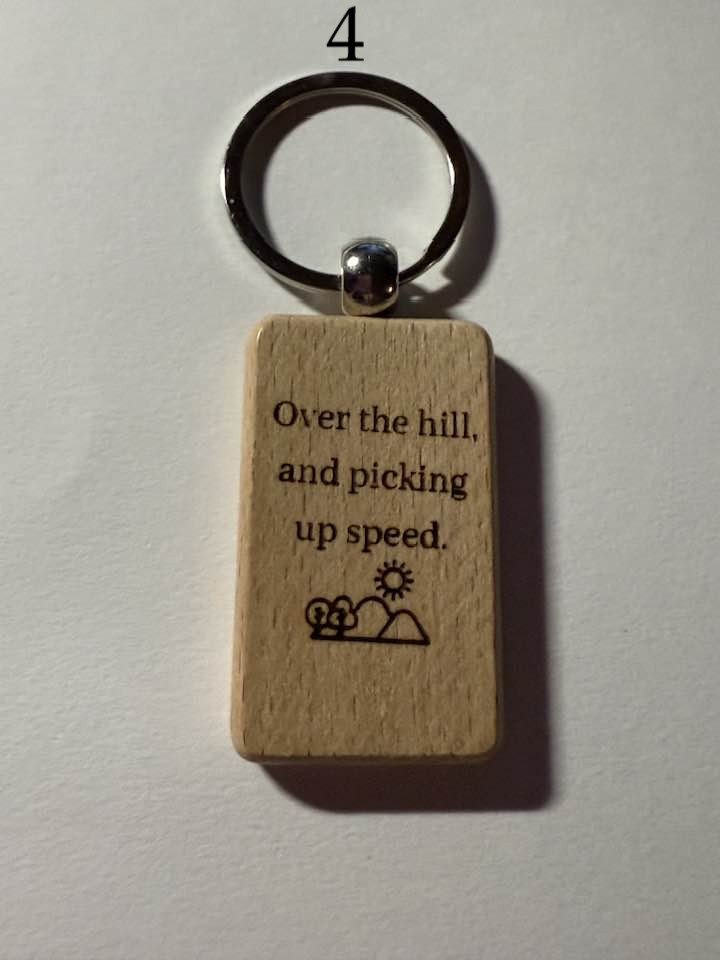 4
Over the hill,
and picking
up speed.